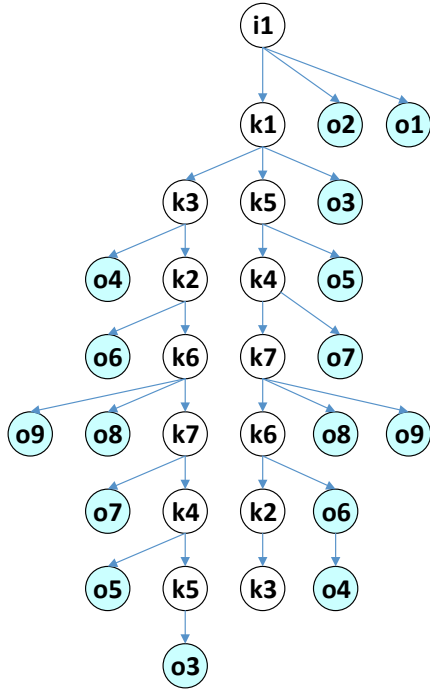 i1
k1 o2 o1
k3 k5 o3
o4 k2 k4 o5
o6 k6 k7 o7
o9 o8 k7 k6 o8 o9
o7 k4 k2 o6
o5 k5 k3 o4
o3